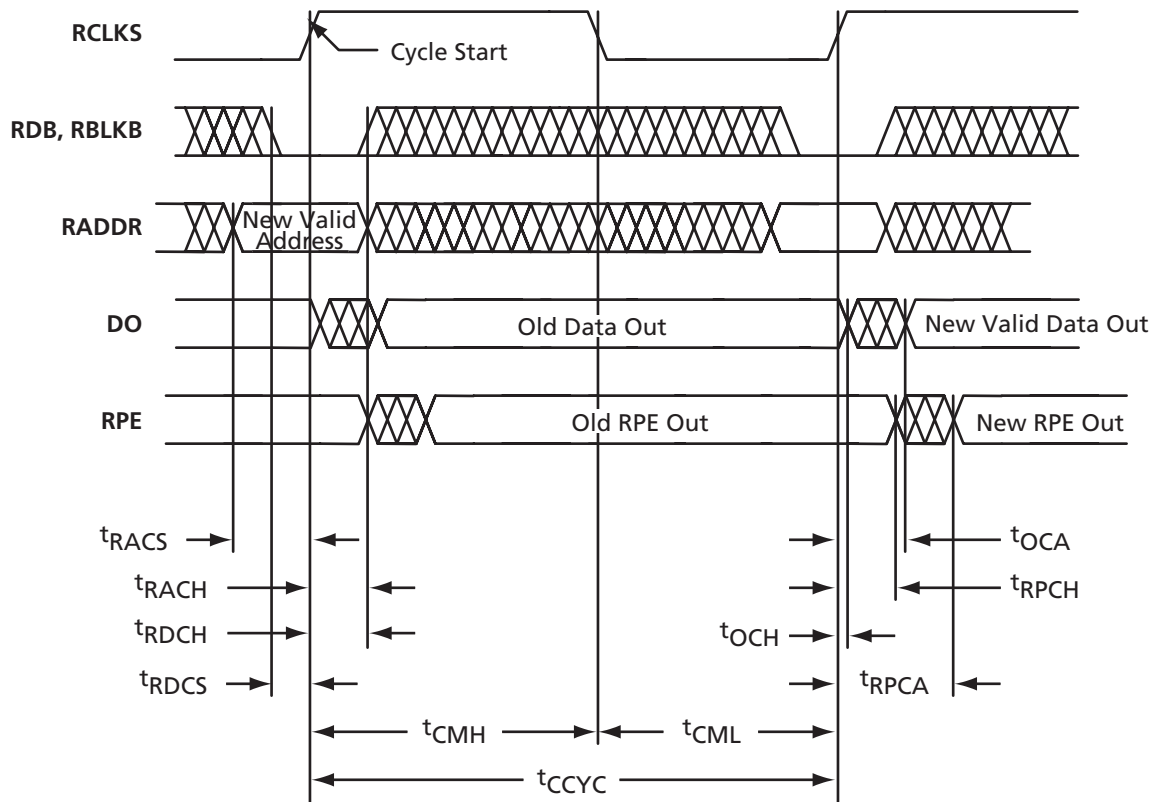 RCLKS
Cycle Start
RDB, RBLKB
RADDR
New Valid
Address
DO
Old Data Out
New Valid Data Out
RPE
Old RPE Out
New RPE Out
tRACS
tOCA
tRACH
tRPCH
tRDCH
tOCH
tRDCS
tRPCA
tCMH
tCML
tCCYC